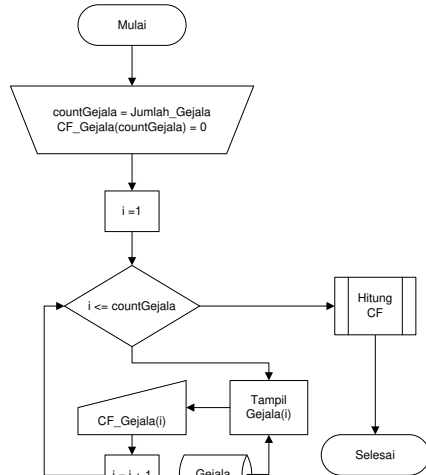 Mulai
countGejala = Jumlah_Gejala
CF_Gejala(countGejala) = 0
i =1
i <= countGejala
Hitung
CF
Tampil
Gejala(i)
CF_Gejala(i)
i = i + 1
Gejala
Selesai